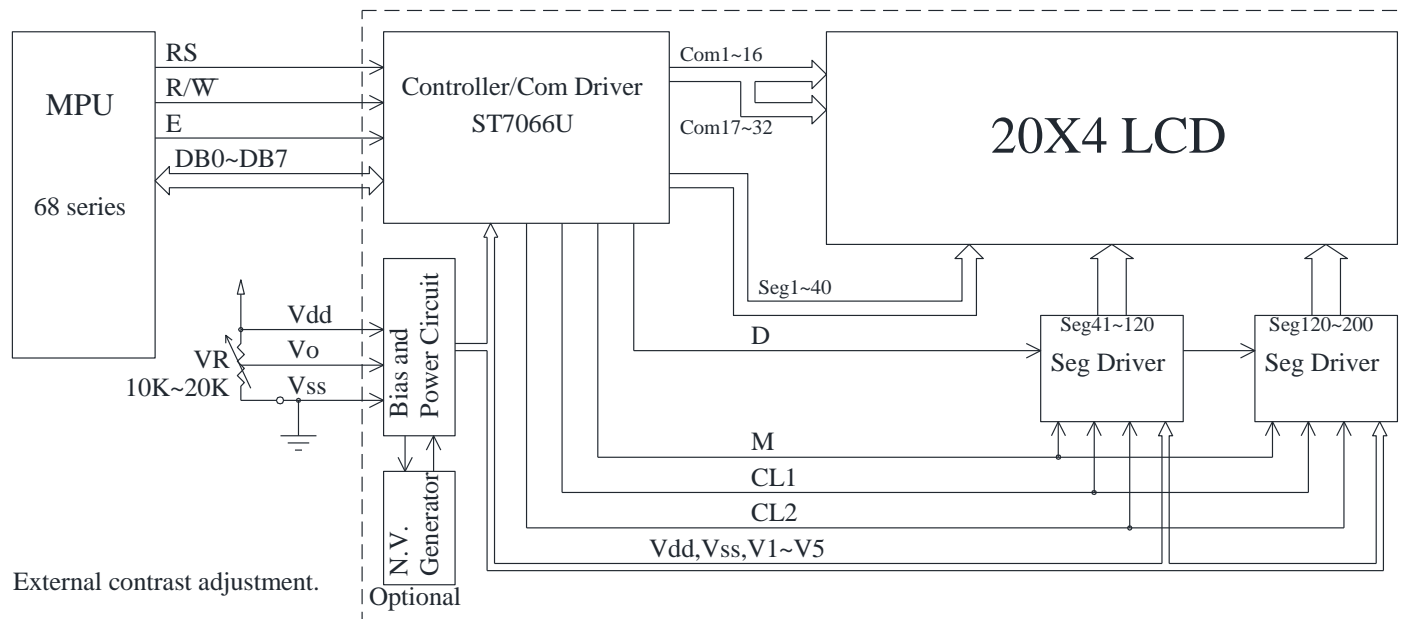 MPU
68 series
RS
R/W̅
E
DB0~DB7
Controller/Com Driver
ST7066U
Com1~16
Com17~32
20X4 LCD
Seg1~40
Seg41~120
Seg Driver
Seg120~200
Seg Driver
D
Vdd
Vo
Vss
VR
10K~20K
Bias and
Power Circuit
N.V.
Generator
Optional
M
CL1
CL2
Vdd,Vss,V1~V5
External contrast adjustment.